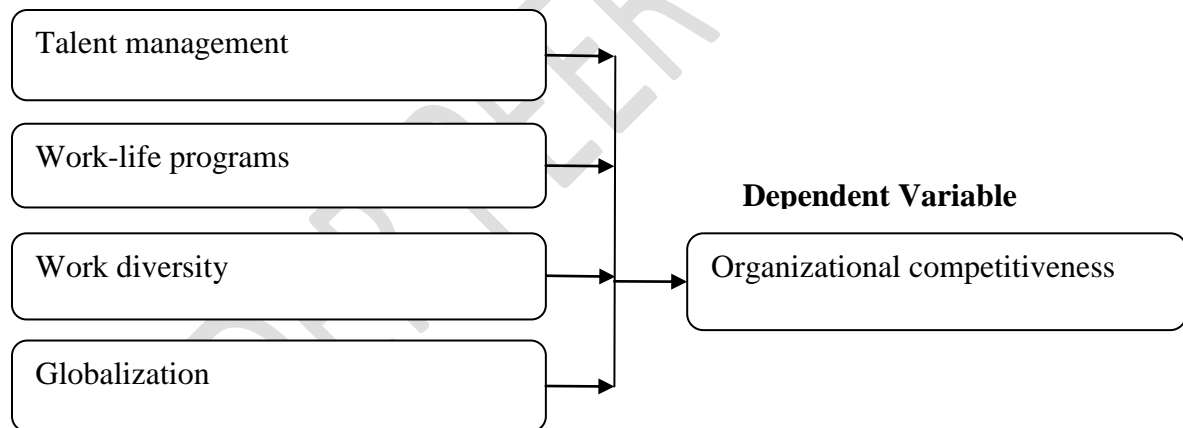 Talent management
Work-life programs
Dependent Variable
Work diversity
Organizational competitiveness
Globalization